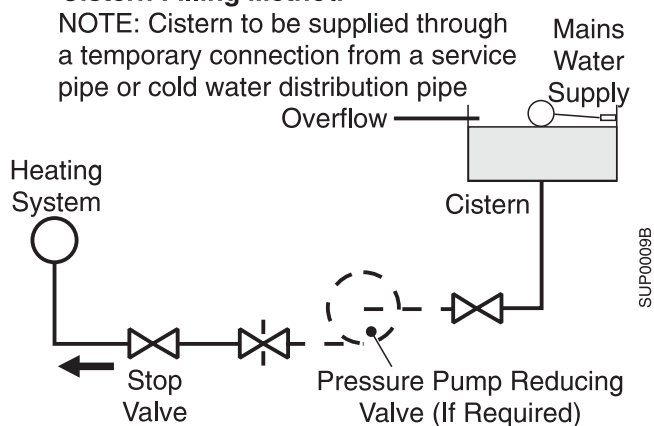 NOTE: Cistern to be supplied through
a temporary connection from a service
pipe or cold water distribution pipe
Mains
Water
Supply
Overflow
Heating
System
Cistern
SUP0009B
Stop
Valve
Pressure Pump Reducing
Valve (If Required)